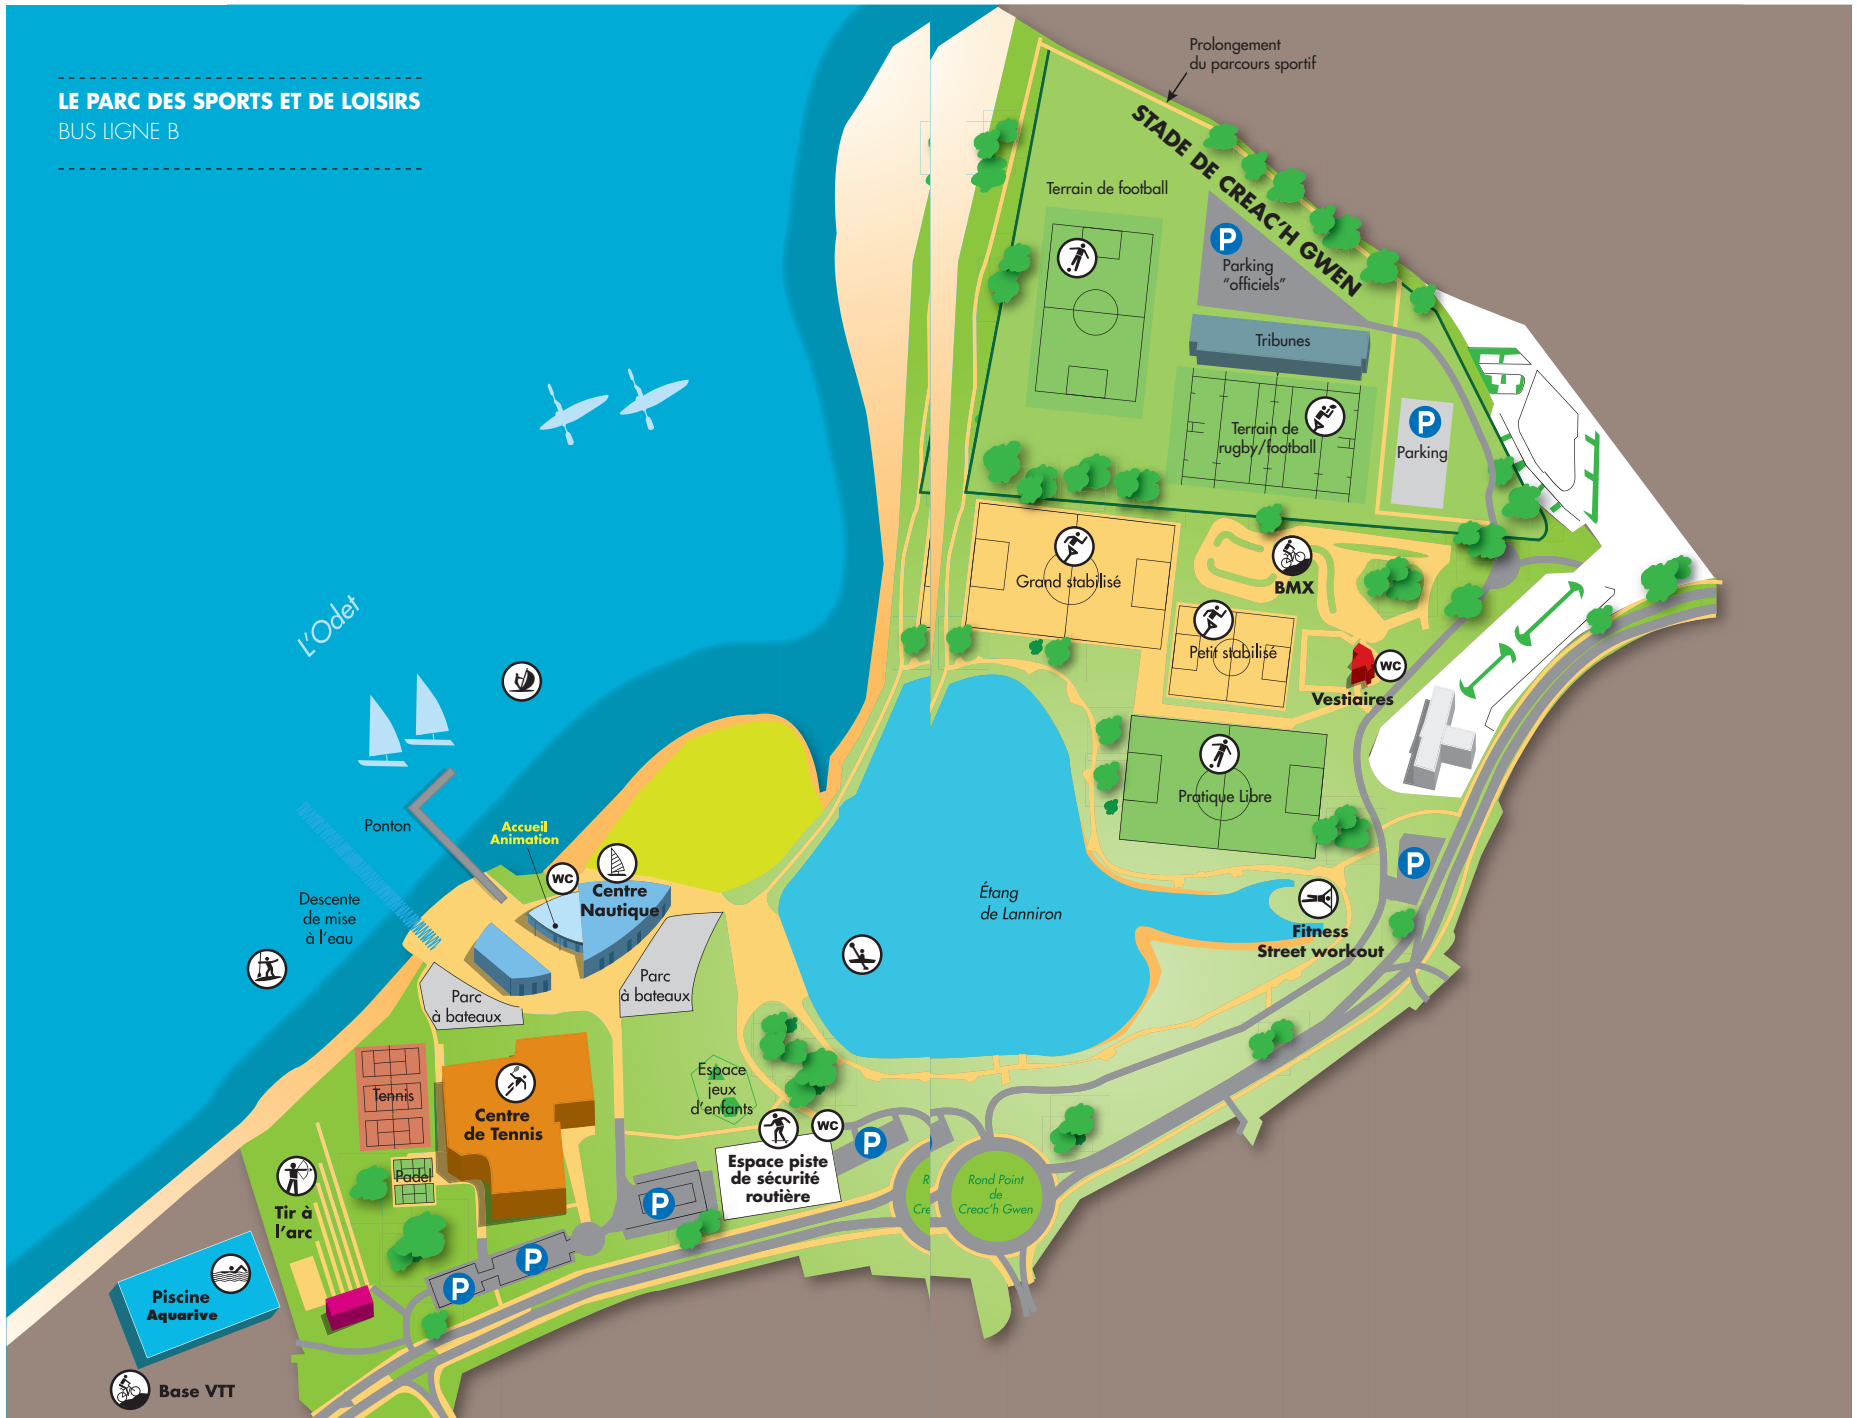 LE PARC DES SPORTS ET DE LOISIRS
BUS LIGNE B
Prolongement
du parcours sportif
STADE DE CREAC'H GWEN
Terrain de football
P
Parking
"officiels"
Tribunes
Terrain de
rugby/football
P
Parking
Grand stabilisé
BMX
Petit stabilisé
WC
Vestiaires
Pratique Libre
P
L'Odet
Ponton
Accueil
Animation
WC
Centre
Nautique
Descente
de mise
à l'eau
Étang
de Lanniron
Fitness
Street workout
Parc
à bateaux
Parc
à bateaux
Espace
jeux
d'enfants
Tennis
Centre
de Tennis
WC
P
Espace piste
de sécurité
routière
Padel
P
R
Cre
Rond Point
de
Creac'h Gwen
Tir à
l'arc
P
P
Piscine
Aquarive
Base VTT